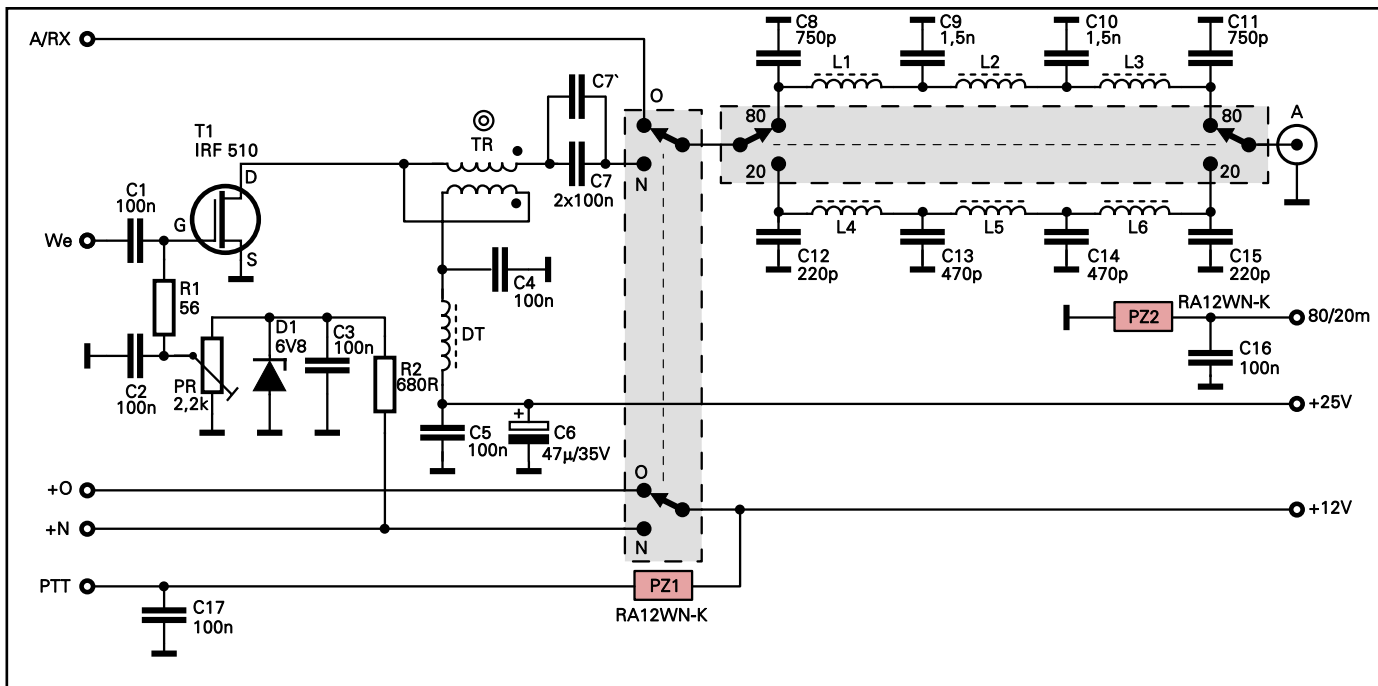 C8
750p
C9
1,5n
C10
1,5n
C11
750p
A/RX
L1
L2
L3
C7`
O
80
80
A
T1
IRF 510
TR
D
C1
100n
C7
2x100n
N
20
20
G
We
S
L4
L5
L6
C12
220p
C13
470p
C14
470p
C15
220p
R1
56
C4
100n
RA12WN-K
PZ2
80/20m
D1
6V8
C3
100n
DT
C16
100n
C2
100n
PR
2,2k
R2
680R
+25V
+
C5
100n
C6
47µ/35V
+O
O
+12V
+N
N
PTT
PZ1
RA12WN-K
C17
100n